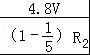 4.8V
(1-1/5) R₂